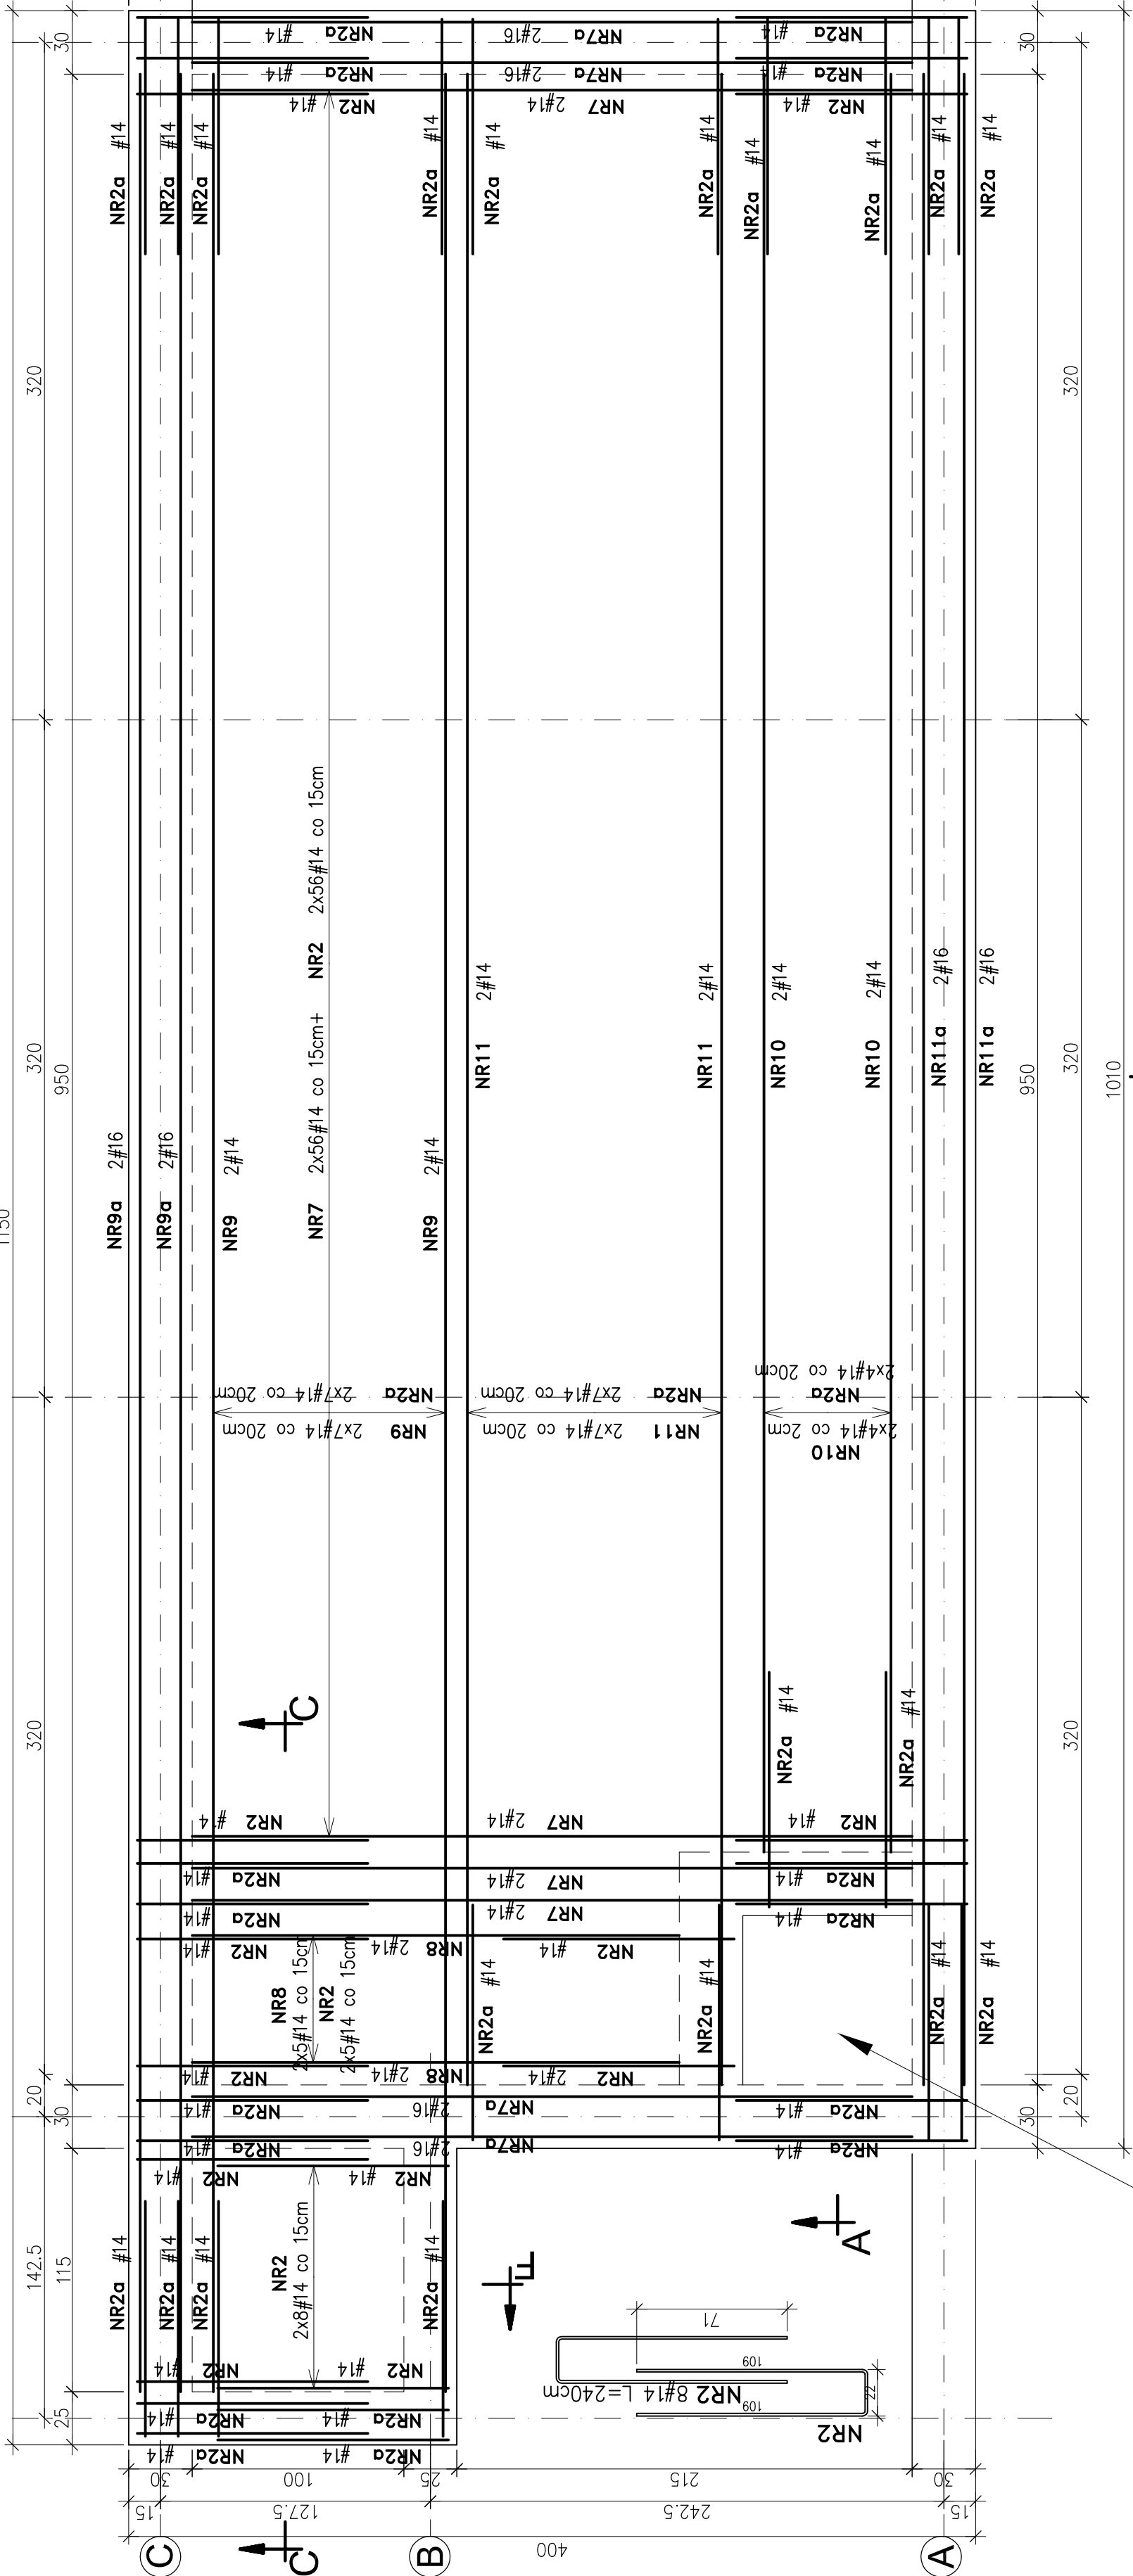 30
#14 NR2a
2#16 NR7a
#14 NR2a
30
#14 NR2a
2#16 NR7a
#14 NR2a
#14 NR2
2#14 NR7
#14 NR2
NR2a #14
NR2a #14
NR2a #14
NR2a #14
NR2a #14
NR2a #14
NR2a #14
NR2a #14
NR2a #14
NR2a #14
320
320
320
950
1150
NR9a 2#16
NR9a 2#16
NR9 2#14
NR7 2x56#14 co 15cm+ NR2 2x56#14 co 15cm
NR9 2#14
NR11 2#14
NR11 2#14
NR10 2#14
NR10 2#14
NR11a 2#16
NR11a 2#16
950
320
1010
2x7#14 co 20cm NR2a
2x7#14 co 20cm NR9
2x7#14 co 20cm NR2a
2x7#14 co 20cm NR11
2x4#14 co 20cm
NR2a
2x4#14 co 2cm
NR10
320
C
320
NR2a #14
NR2a #14
#14 NR2
2#14 NR7
#14 NR2
#14 NR2a
2#14 NR7
#14 NR2a
#14 NR2a
2#14 NR7
#14 NR2a
#14 NR2
2#14 NR8
#14 NR2
NR8
2x5#14 co 15cm
NR2
2x5#14 co 15cm
NR2a #14
NR2a #14
NR2a #14
NR2a #14
#14 NR2
2#14 NR8
2#14 NR2
20
30
#14 NR2a
2#16 NR7a
#14 NR2a
30
20
#14 NR2a
2#16 NR7a
#14 NR2a
#14 NR2
#14 NR2
142.5
115
NR2a #14
NR2a #14
NR2a #14
NR2
2x8#14 co 15cm
NR2a #14
F
A
71
109
109
22
NR2 8#14 L=240cm
NR2
#14 NR2
#14 NR2
25
#14 NR2a
#14 NR2a
#14 NR2a
#14 NR2a
30
100
25
215
30
15
127.5
242.5
15
400
C
C
B
A